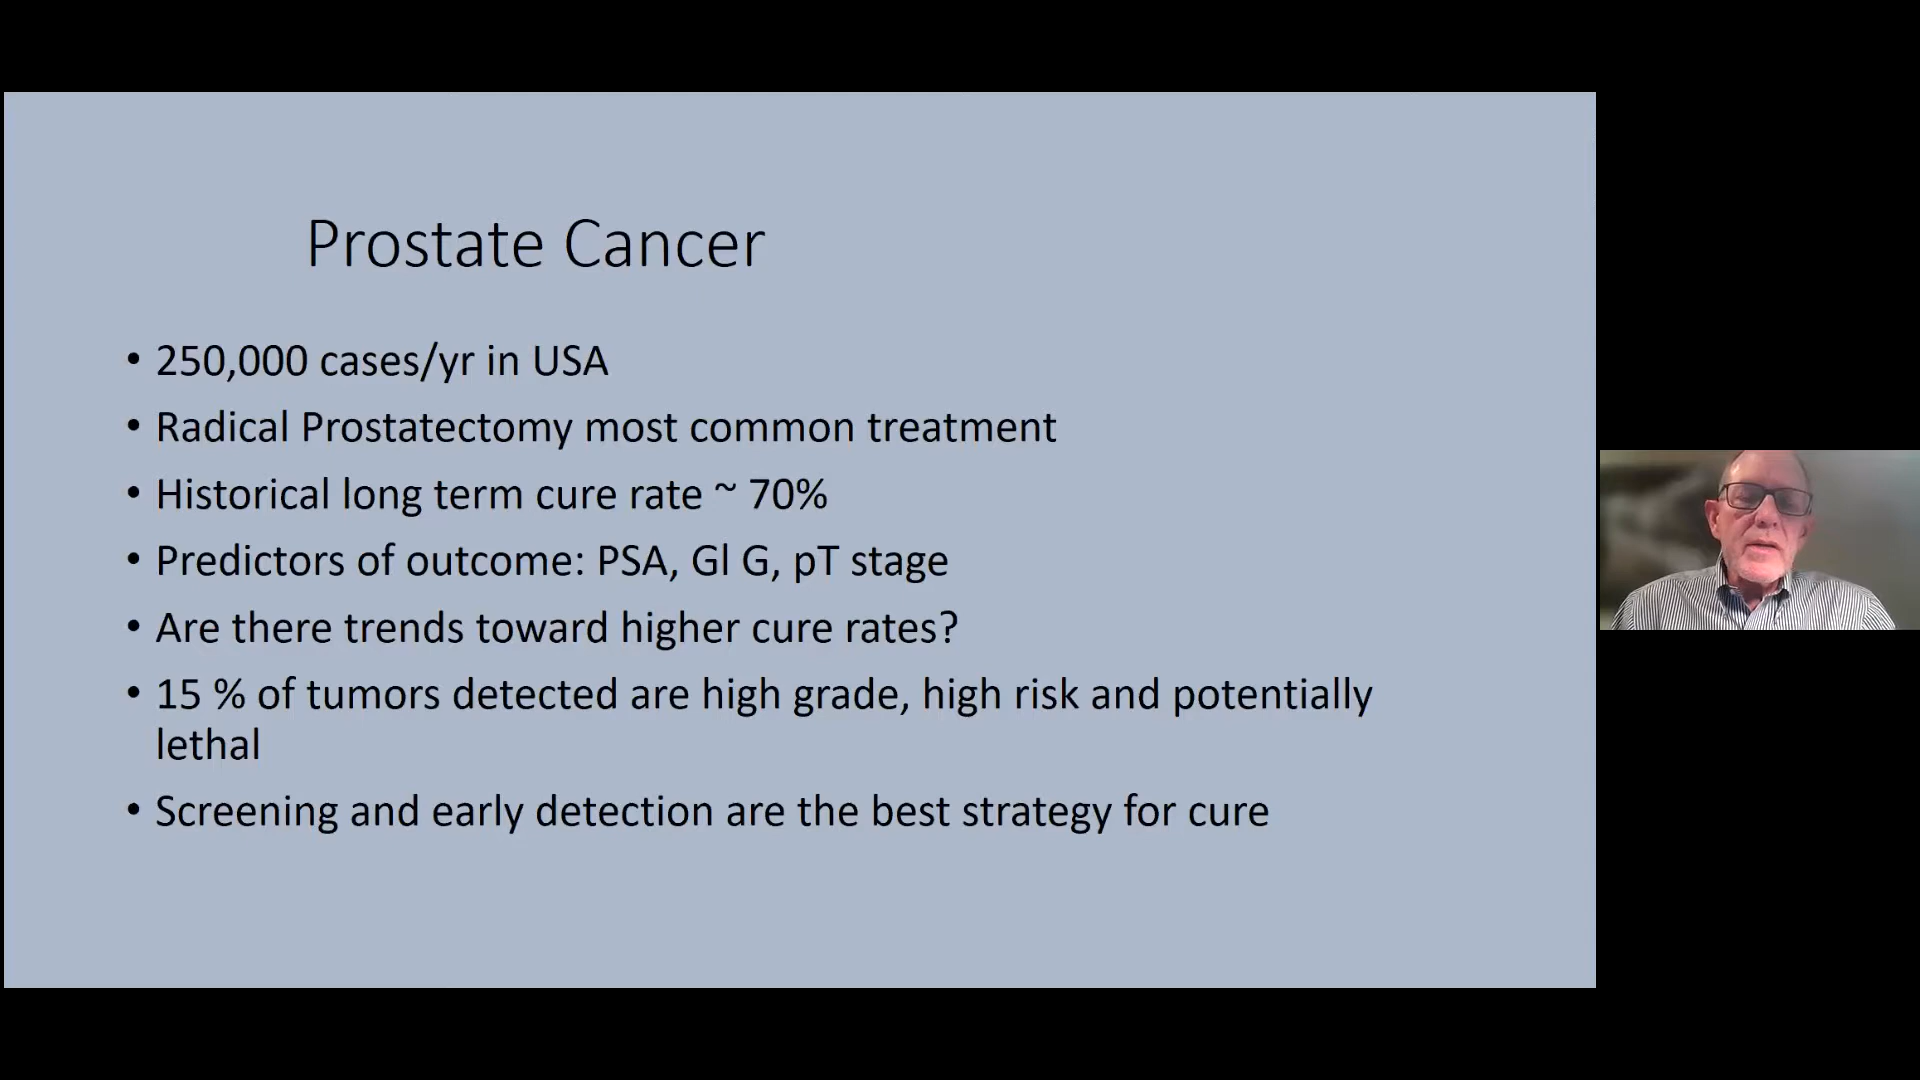 Prostate Cancer
• 250,000 cases/yr in USA
• Radical Prostatectomy most common treatment
• Historical long term cure rate ~ 70%
• Predictors of outcome: PSA, Gl G, pT stage
• Are there trends toward higher cure rates?
• 15 % of tumors detected are high grade, high risk and potentially
lethal
• Screening and early detection are the best strategy for cure